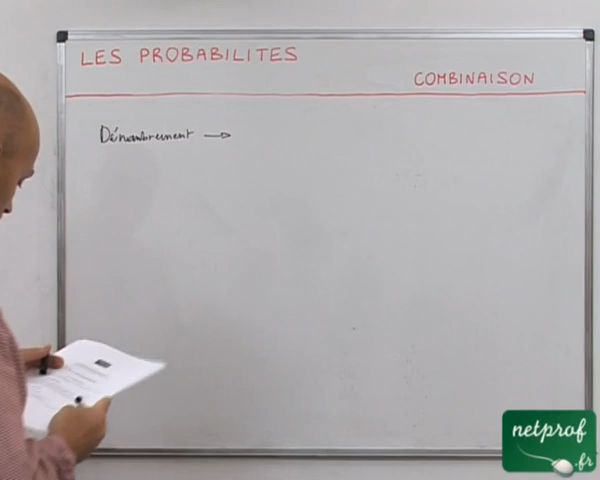 LES PROBABILITES
COMBINAISON
Dénombrement →
netprof
.fr